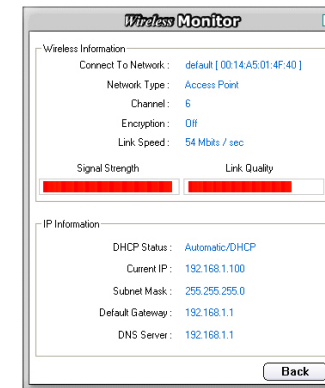 Wireless Monitor
Wireless Information
Connect To Network : default [ 00:14:A5:01:4F:40 ]
Network Type : Access Point
Channel : 6
Encryption : Off
Link Speed : 54 Mbits / sec
Signal Strength Link Quality
IP Information
DHCP Status : Automatic/DHCP
Current IP : 192.168.1.100
Subnet Mask : 255.255.255.0
Default Gateway : 192.168.1.1
DNS Server : 192.168.1.1
Back